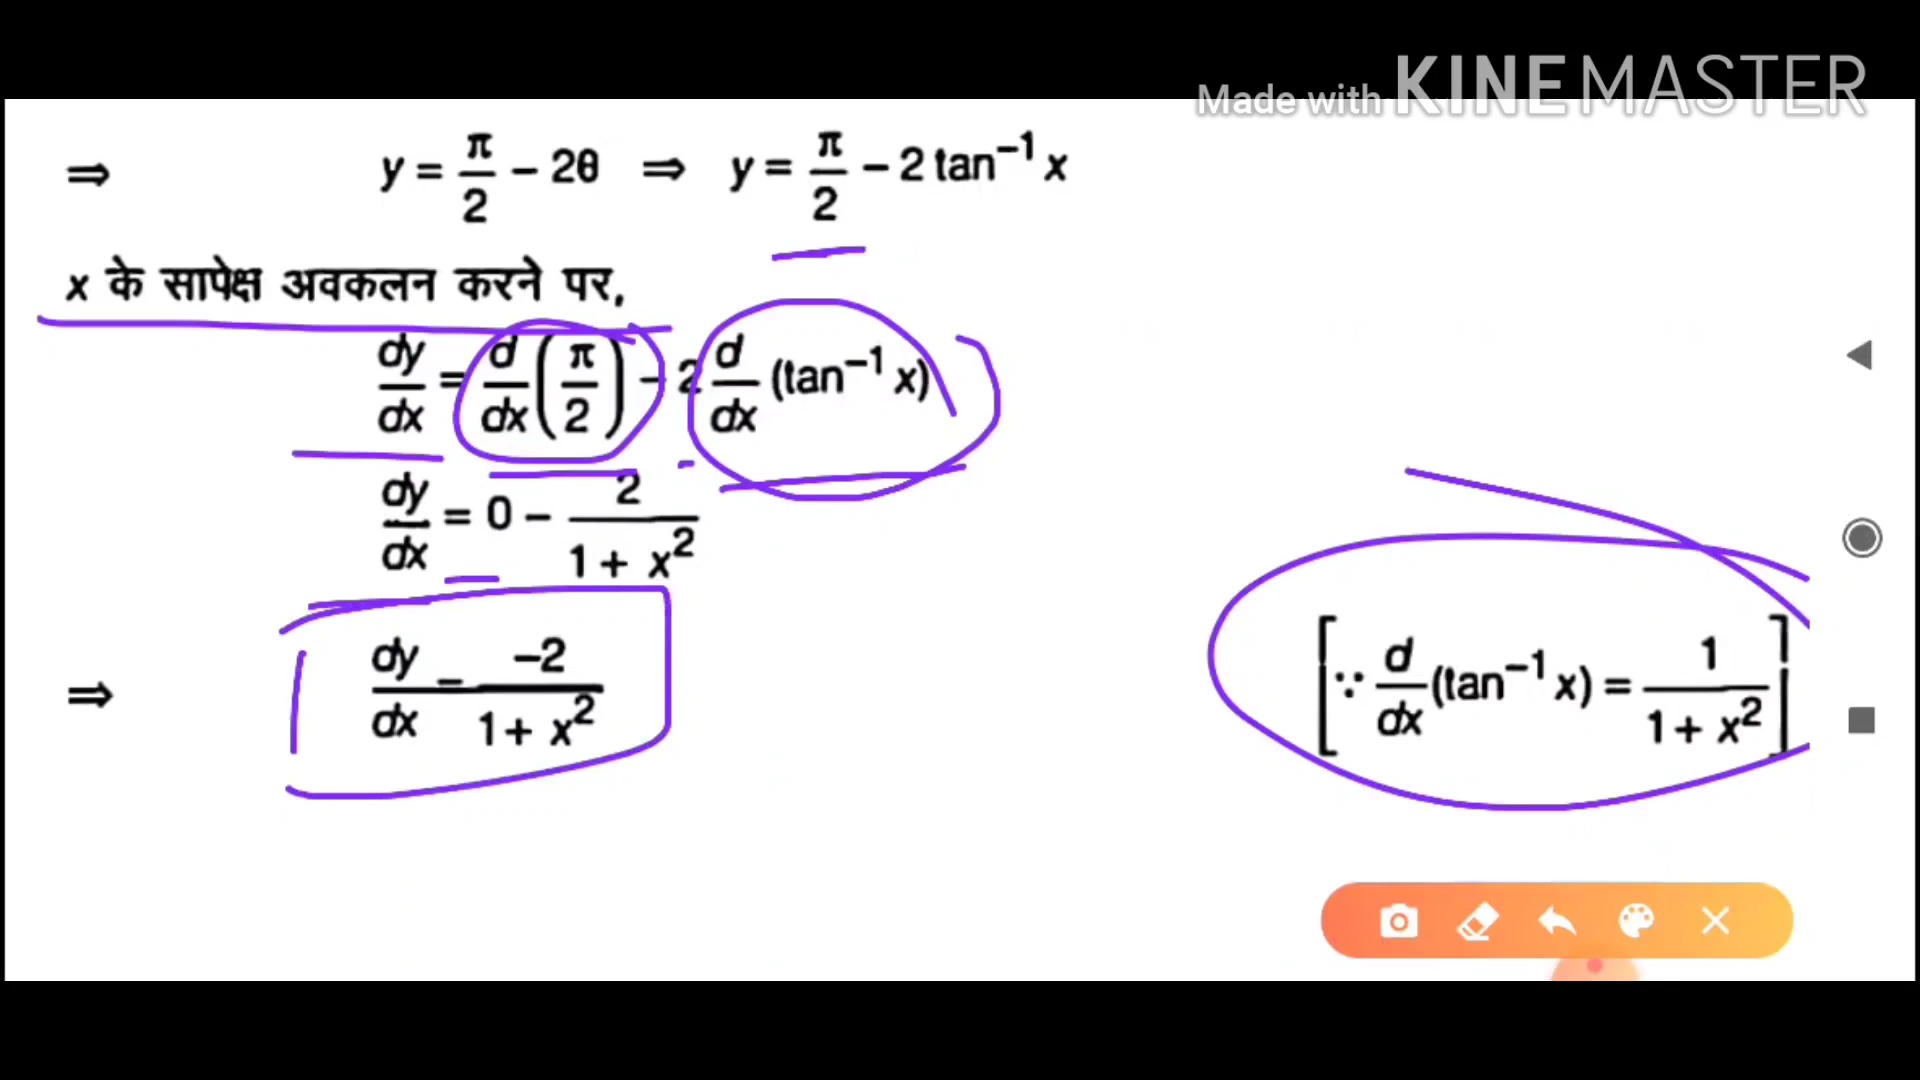 Made with KINEMASTER
⇒ y = π/2 − 2θ ⇒ y = π/2 − 2 tan⁻¹ x
x के सापेक्ष अवकलन करने पर,
dy/dx = d/dx (π/2) − 2 d/dx (tan⁻¹ x)
dy/dx = 0 − 2/(1 + x²)
⇒ dy/dx = −2/(1 + x²) [∵ d/dx (tan⁻¹ x) = 1/(1 + x²)]